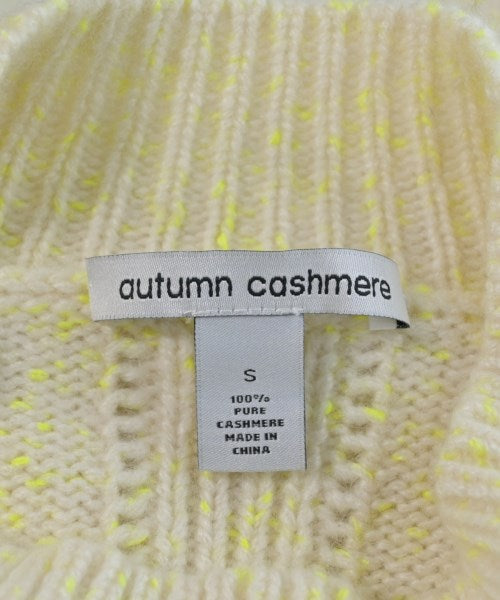 autumn cashmere
S
100%
PURE
CASHMERE
MADE IN
CHINA